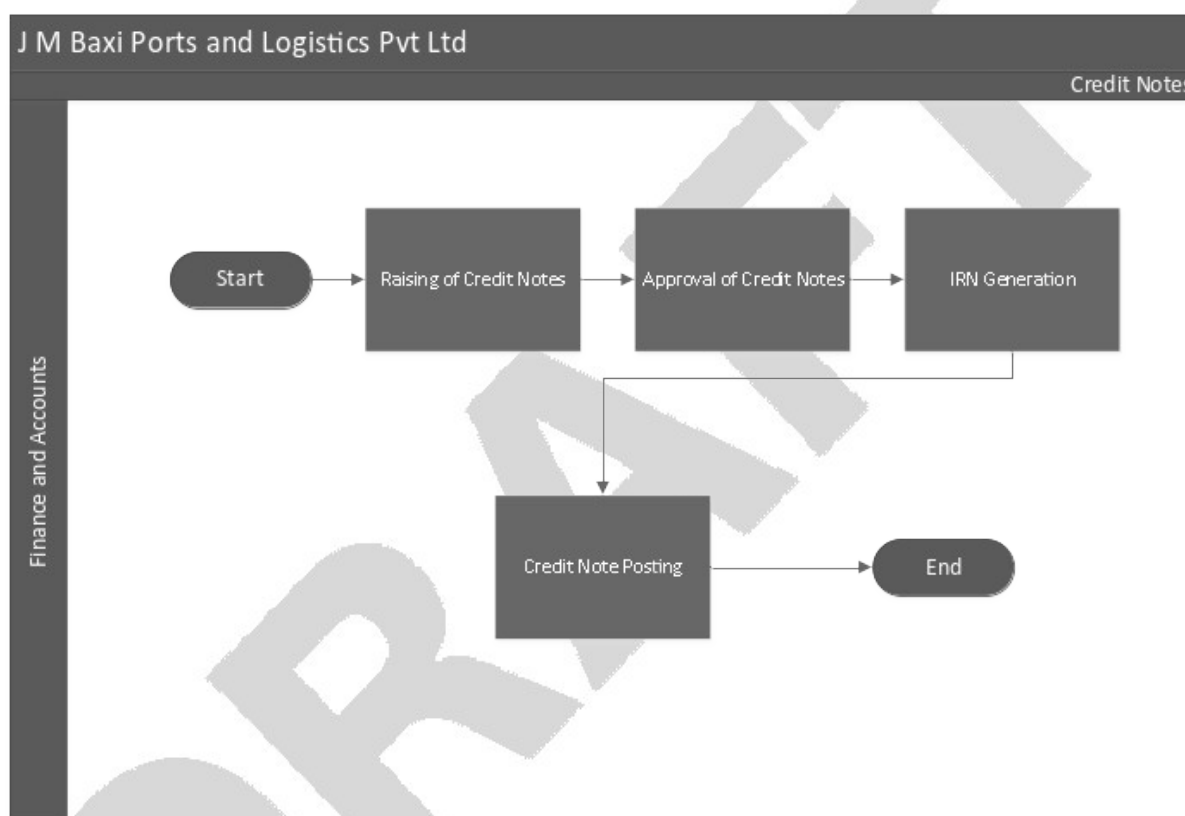 J M Baxi Ports and Logistics Pvt Ltd
Credit Notes
Finance and Accounts
Start
Raising of Credit Notes
Approval of Credit Notes
IRN Generation
Credit Note Posting
End
DRAFT